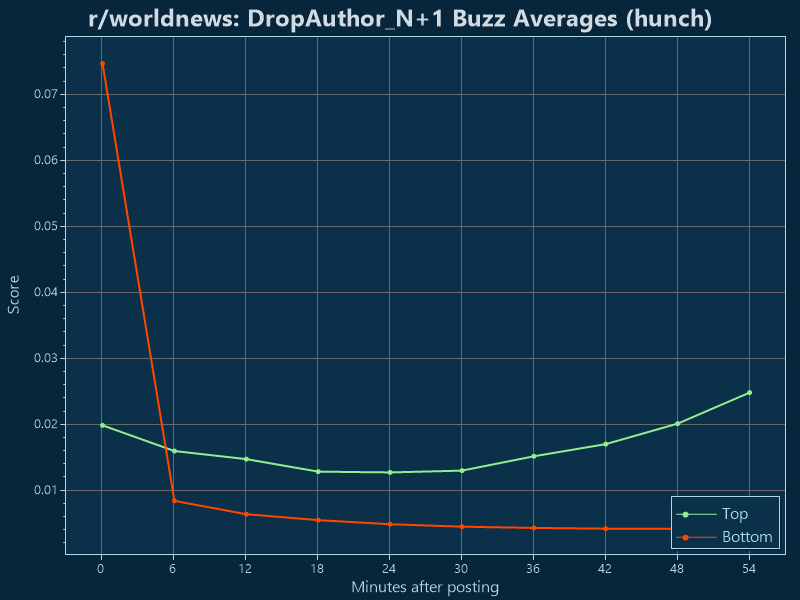 r/worldnews: DropAuthor_N+1 Buzz Averages (hunch)
0.07
0.06
0.05
0.04
0.03
0.02
0.01
Score
0 6 12 18 24 30 36 42 48 54
Minutes after posting
Top
Bottom